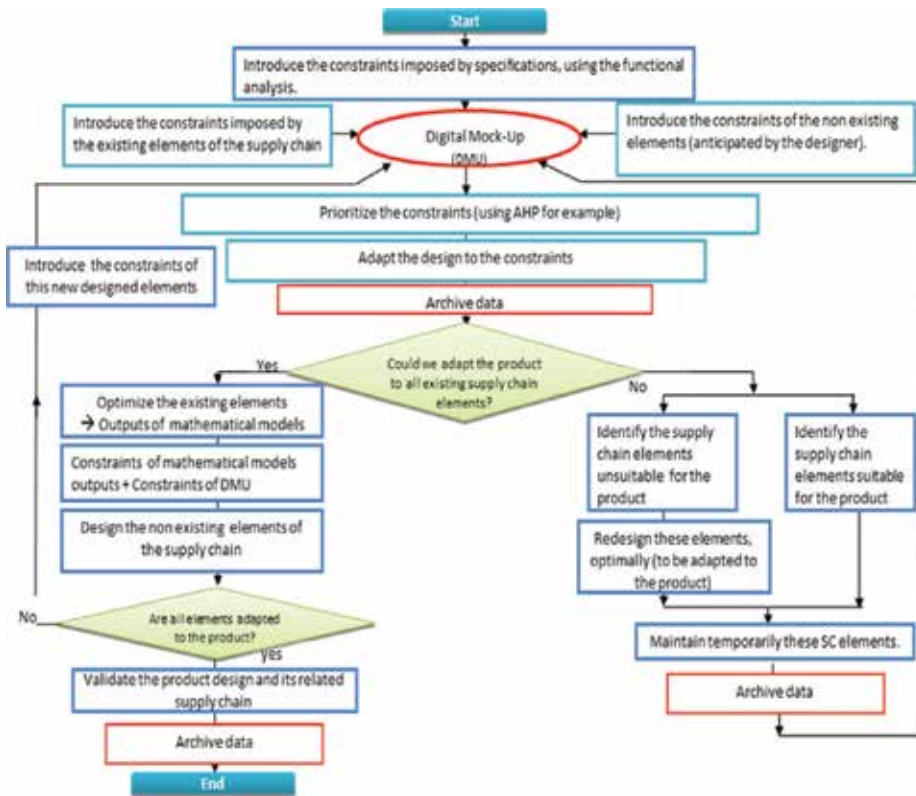 Start
Introduce the constraints imposed by specifications, using the functional
analysis.
Introduce the constraints imposed by
the existing elements of the supply chain
Digital Mock-Up
(DMU)
Introduce the constraints of the non existing
elements (anticipated by the designer).
Prioritize the constraints (using AHP for example)
Introduce the constraints of
this new designed elements
Adapt the design to the constraints
Archive data
Could we adapt the product
to all existing supply chain
elements?
Yes
No
Optimize the existing elements
→ Outputs of mathematical models
Constraints of mathematical models
outputs + Constraints of DMU
Design the non existing elements of
the supply chain
Identify the supply
chain elements
unsuitable for the
product
Identify the
supply chain
elements suitable
for the product
Redesign these elements,
optimally (to be adapted to
the product)
No
Are all elements adapted
to the product?
yes
Maintain temporarily these SC elements.
Validate the product design and its related
supply chain
Archive data
Archive data
End